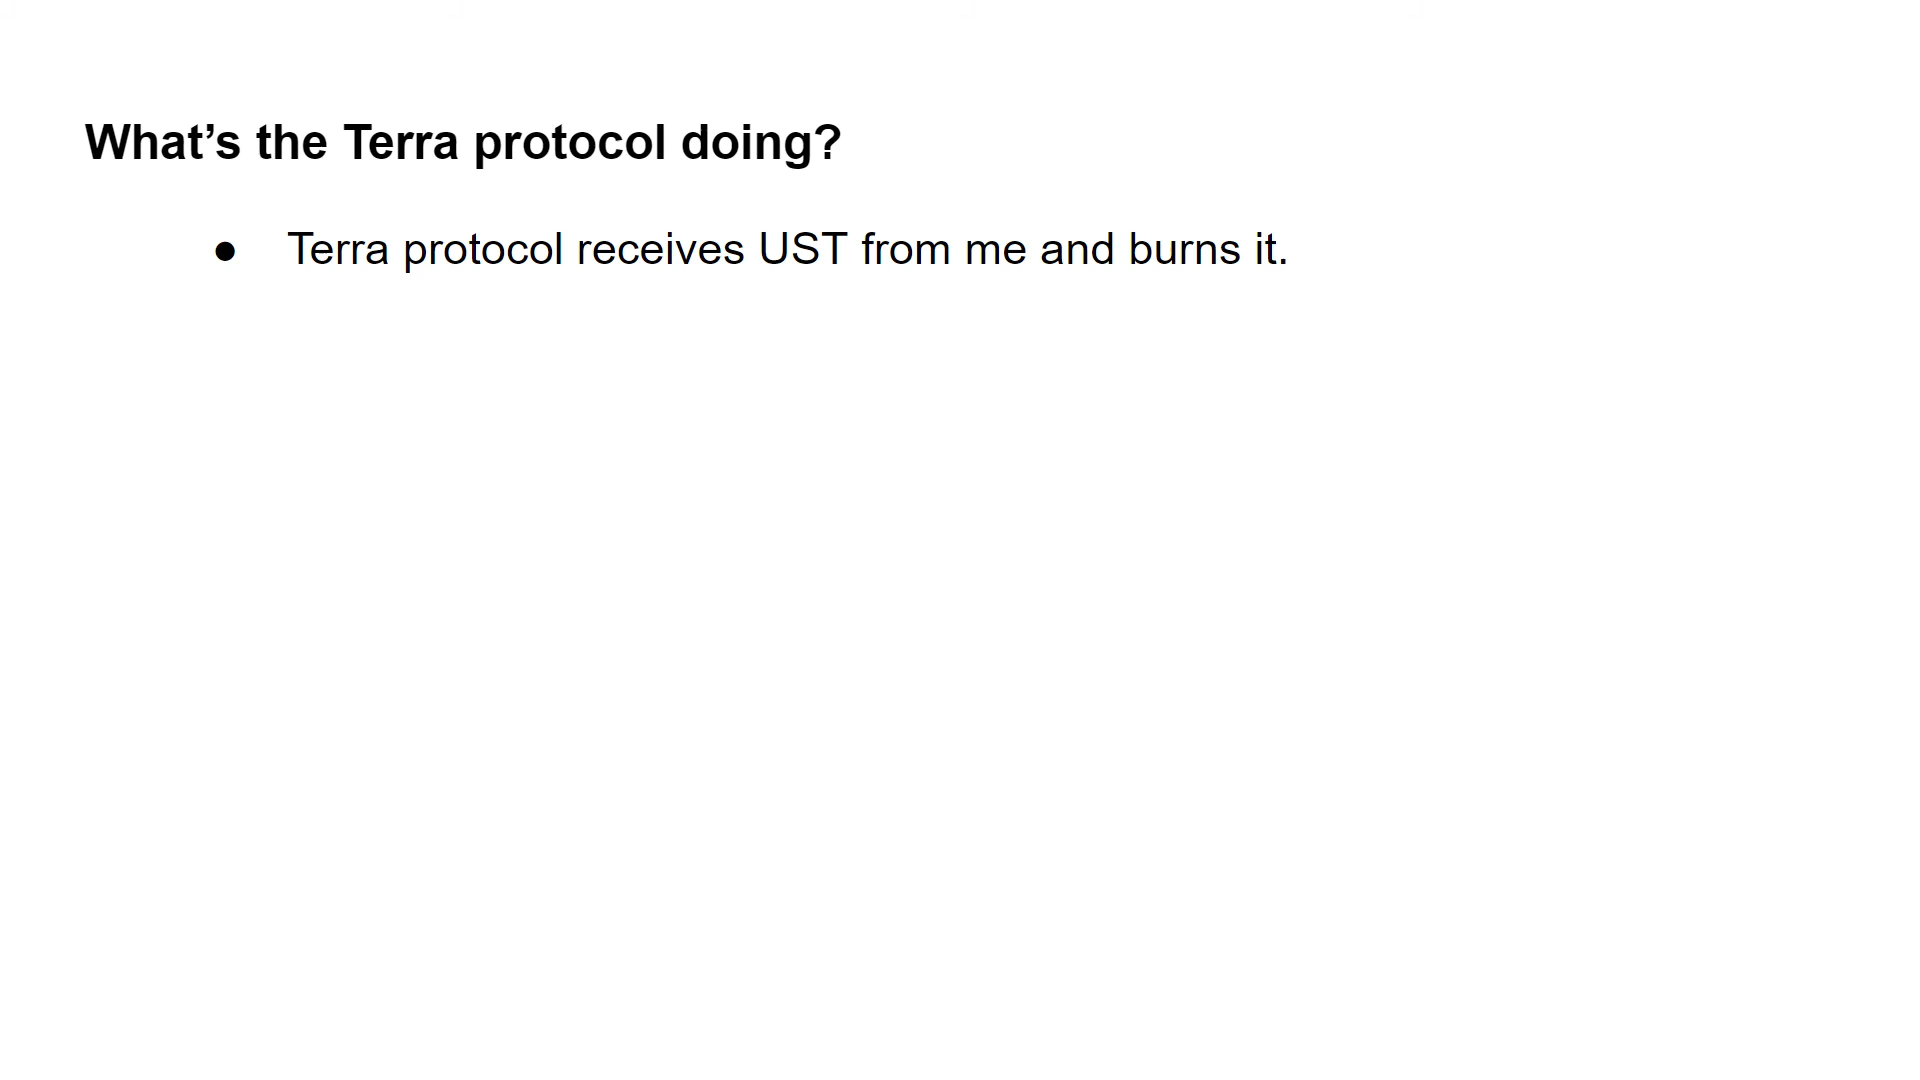 What’s the Terra protocol doing?
● Terra protocol receives UST from me and burns it.